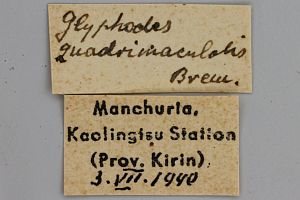 Glyphodes
quadrimaculalis
Brem.
Manchuria,
Kaolingtsu Station
(Prov. Kirin)
3. VII. 1940